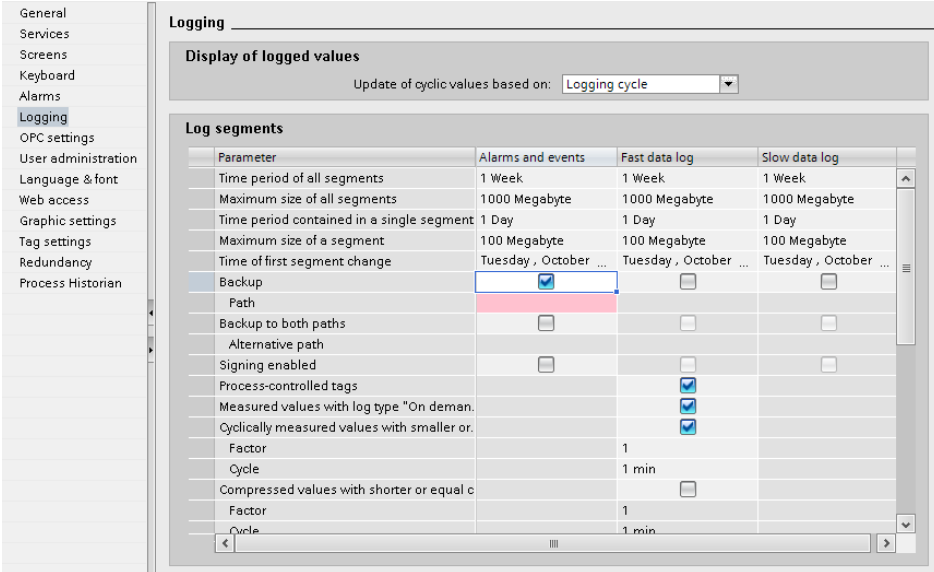 General
Services
Screens
Keyboard
Alarms
Logging
OPC settings
User administration
Language & font
Web access
Graphic settings
Tag settings
Redundancy
Process Historian
Logging
Display of logged values
Update of cyclic values based on: Logging cycle
Log segments
Parameter Alarms and events Fast data log Slow data log
Time period of all segments 1 Week 1 Week 1 Week
Maximum size of all segments 1000 Megabyte 1000 Megabyte 1000 Megabyte
Time period contained in a single segment 1 Day 1 Day 1 Day
Maximum size of a segment 100 Megabyte 100 Megabyte 100 Megabyte
Time of first segment change Tuesday , October ... Tuesday , October ... Tuesday , October ...
Backup
Path
Backup to both paths
Alternative path
Signing enabled
Process-controlled tags
Measured values with log type "On deman.
Cyclically measured values with smaller or.
Factor 1
Cycle 1 min
Compressed values with shorter or equal c
Factor 1
Cycle 1 min